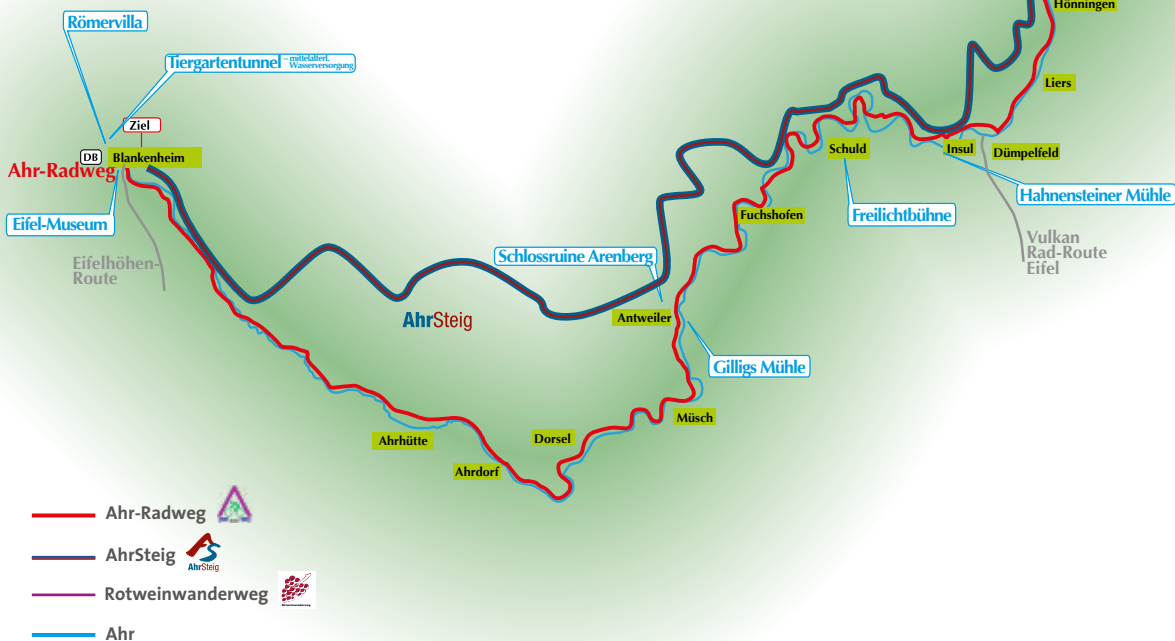 Hönningen
Römervilla
Tiergartentunnel – mittelalterl. Wasserversorgung
Liers
Ziel
DB
Blankenheim
Ahr-Radweg
Schuld
Insul
Dümpelfeld
Hahnensteiner Mühle
Eifel-Museum
Fuchshofen
Freilichtbühne
Vulkan
Rad-Route
Eifel
Eifelhöhen-
Route
Schlossruine Arenberg
AhrSteig
Antweiler
Gilligs Mühle
Müsch
Dorsel
Ahrhütte
Ahrdorf
Ahr-Radweg
AhrSteig
AhrSteig
Rotweinwanderweg
Ahr